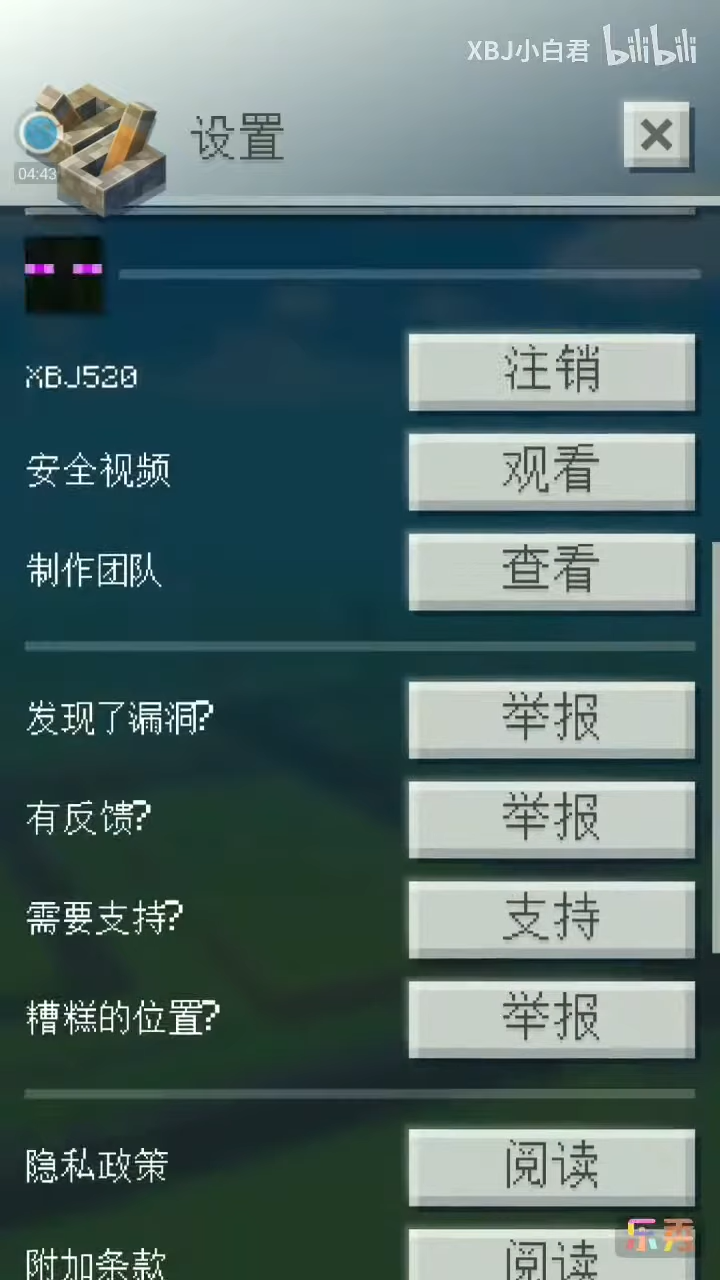 XBJ小白君 bilibili
设置
04:43
XBJ520 注销
安全视频 观看
制作团队 查看
发现了漏洞? 举报
有反馈? 举报
需要支持? 支持
糟糕的位置? 举报
隐私政策 阅读
附加条款 阅读
乐秀